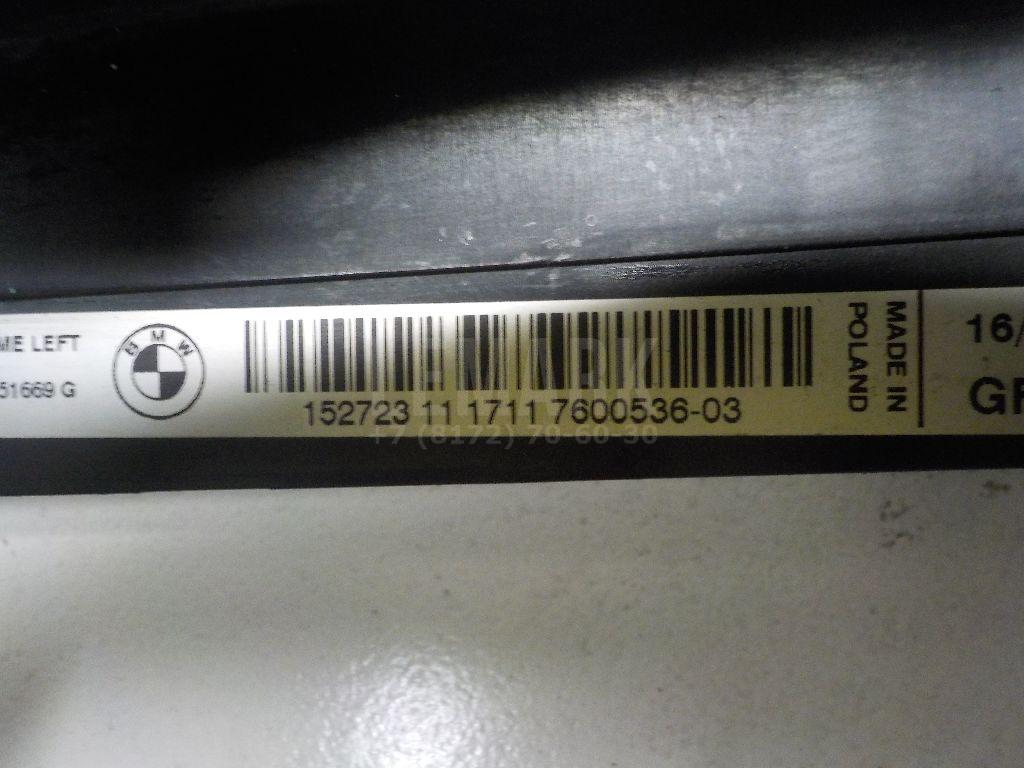 ME LEFT
51669 G
BMW
152723 11 1711 7600536-03
MADE IN
POLAND
16/
GF
EMARK
+7 (8172) 70-60-30